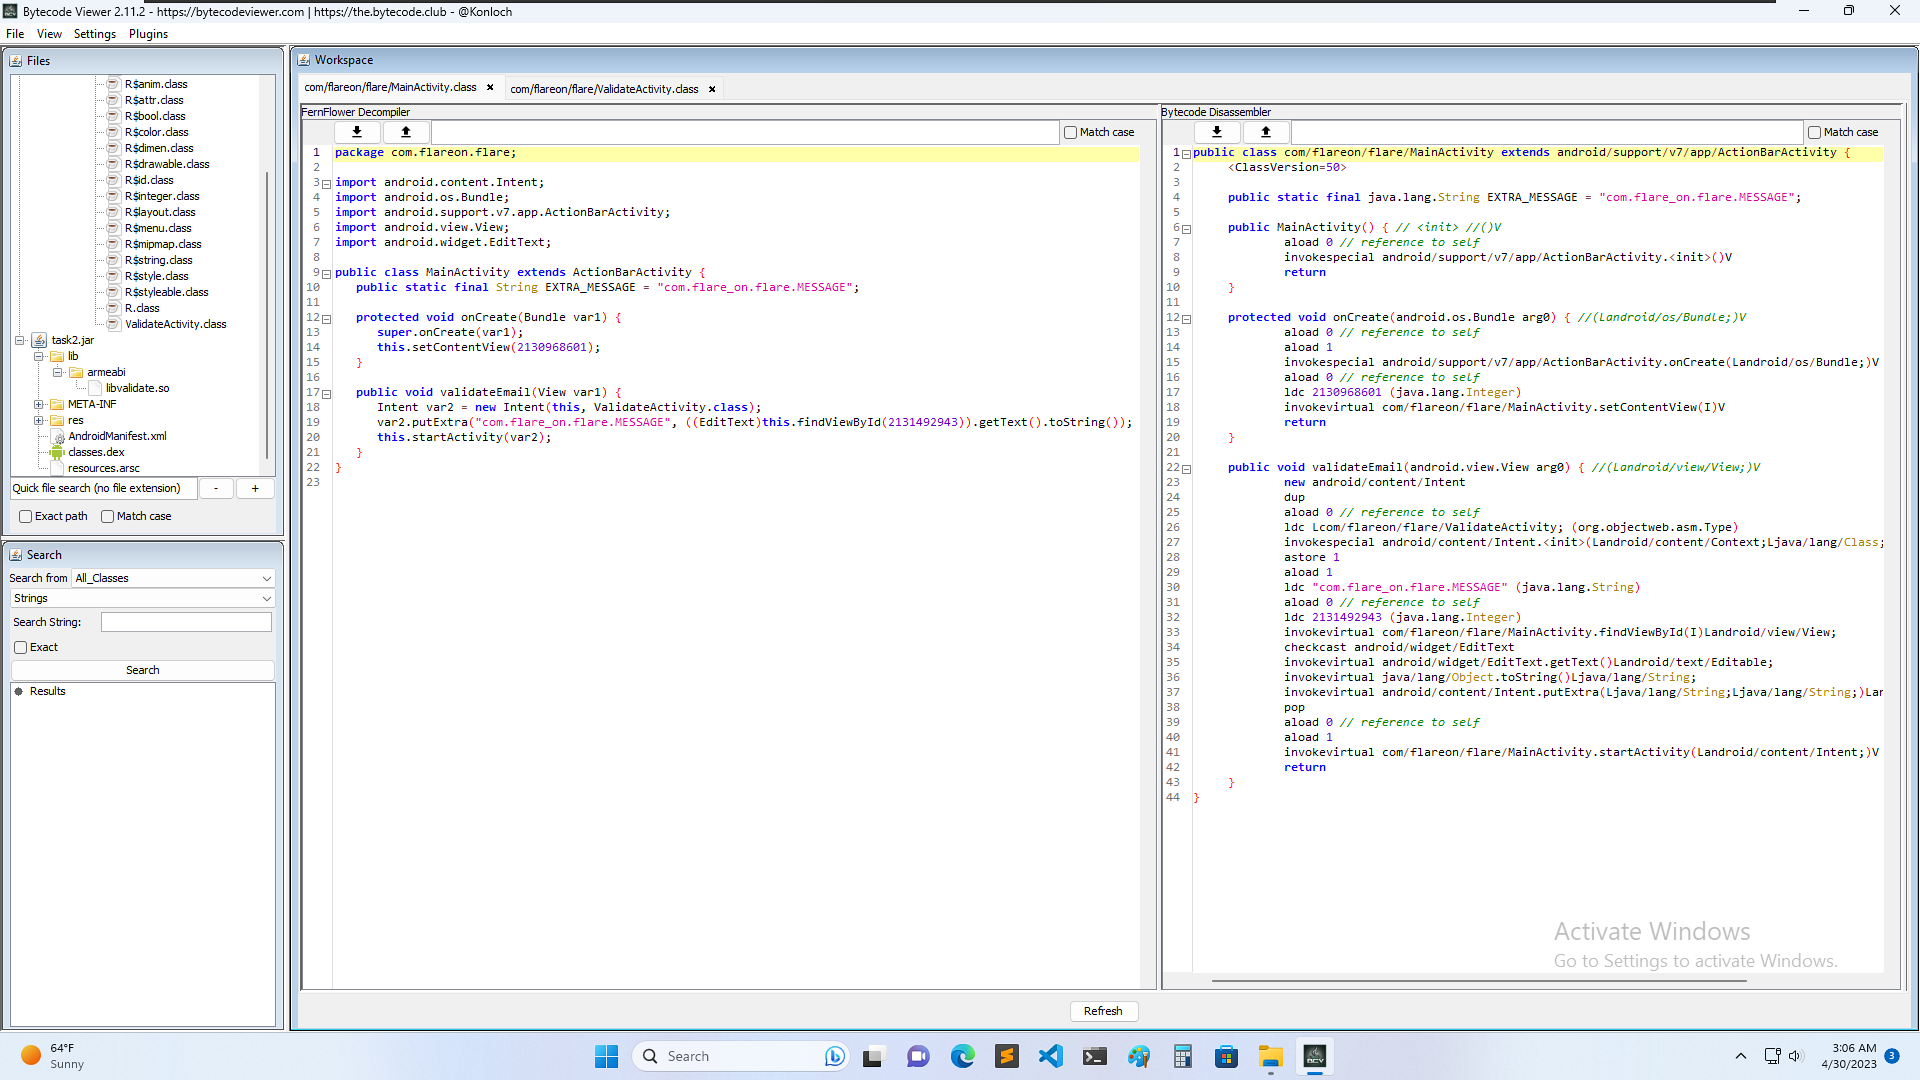 Bytecode Viewer 2.11.2 - https://bytecodeviewer.com | https://the.bytecode.club - @Konloch
File View Settings Plugins
Files
R$anim.class
R$attr.class
R$bool.class
R$color.class
R$dimen.class
R$drawable.class
R$id.class
R$integer.class
R$layout.class
R$menu.class
R$mipmap.class
R$string.class
R$style.class
R$styleable.class
R.class
ValidateActivity.class
task2.jar
lib
armeabi
libvalidate.so
META-INF
res
AndroidManifest.xml
classes.dex
resources.arsc
Quick file search (no file extension) - +
Exact path Match case
Search
Search from All_Classes
Strings
Search String:
Exact
Search
Results
Workspace
com/flareon/flare/MainActivity.class × com/flareon/flare/ValidateActivity.class ×
FernFlower Decompiler
Match case
1 package com.flareon.flare;
2
3 import android.content.Intent;
4 import android.os.Bundle;
5 import android.support.v7.app.ActionBarActivity;
6 import android.view.View;
7 import android.widget.EditText;
8
9 public class MainActivity extends ActionBarActivity {
10 public static final String EXTRA_MESSAGE = "com.flare_on.flare.MESSAGE";
11
12 protected void onCreate(Bundle var1) {
13 super.onCreate(var1);
14 this.setContentView(2130968601);
15 }
16
17 public void validateEmail(View var1) {
18 Intent var2 = new Intent(this, ValidateActivity.class);
19 var2.putExtra("com.flare_on.flare.MESSAGE", ((EditText)this.findViewById(2131492943)).getText().toString());
20 this.startActivity(var2);
21 }
22 }
23
Bytecode Disassembler
Match case
1 public class com/flareon/flare/MainActivity extends android/support/v7/app/ActionBarActivity {
2 <ClassVersion=50>
3
4 public static final java.lang.String EXTRA_MESSAGE = "com.flare_on.flare.MESSAGE";
5
6 public MainActivity() { // <init> //()V
7 aload 0 // reference to self
8 invokespecial android/support/v7/app/ActionBarActivity.<init>()V
9 return
10 }
11
12 protected void onCreate(android.os.Bundle arg0) { //(Landroid/os/Bundle;)V
13 aload 0 // reference to self
14 aload 1
15 invokespecial android/support/v7/app/ActionBarActivity.onCreate(Landroid/os/Bundle;)V
16 aload 0 // reference to self
17 ldc 2130968601 (java.lang.Integer)
18 invokevirtual com/flareon/flare/MainActivity.setContentView(I)V
19 return
20 }
21
22 public void validateEmail(android.view.View arg0) { //(Landroid/view/View;)V
23 new android/content/Intent
24 dup
25 aload 0 // reference to self
26 ldc Lcom/flareon/flare/ValidateActivity; (org.objectweb.asm.Type)
27 invokespecial android/content/Intent.<init>(Landroid/content/Context;Ljava/lang/Class;
28 astore 1
29 aload 1
30 ldc "com.flare_on.flare.MESSAGE" (java.lang.String)
31 aload 0 // reference to self
32 ldc 2131492943 (java.lang.Integer)
33 invokevirtual com/flareon/flare/MainActivity.findViewById(I)Landroid/view/View;
34 checkcast android/widget/EditText
35 invokevirtual android/widget/EditText.getText()Landroid/text/Editable;
36 invokevirtual java/lang/Object.toString()Ljava/lang/String;
37 invokevirtual android/content/Intent.putExtra(Ljava/lang/String;Ljava/lang/String;)Lan
38 pop
39 aload 0 // reference to self
40 aload 1
41 invokevirtual com/flareon/flare/MainActivity.startActivity(Landroid/content/Intent;)V
42 return
43 }
44 }
Activate Windows
Go to Settings to activate Windows.
Refresh
64°F
Sunny
Search
BCV
3:06 AM
4/30/2023
3